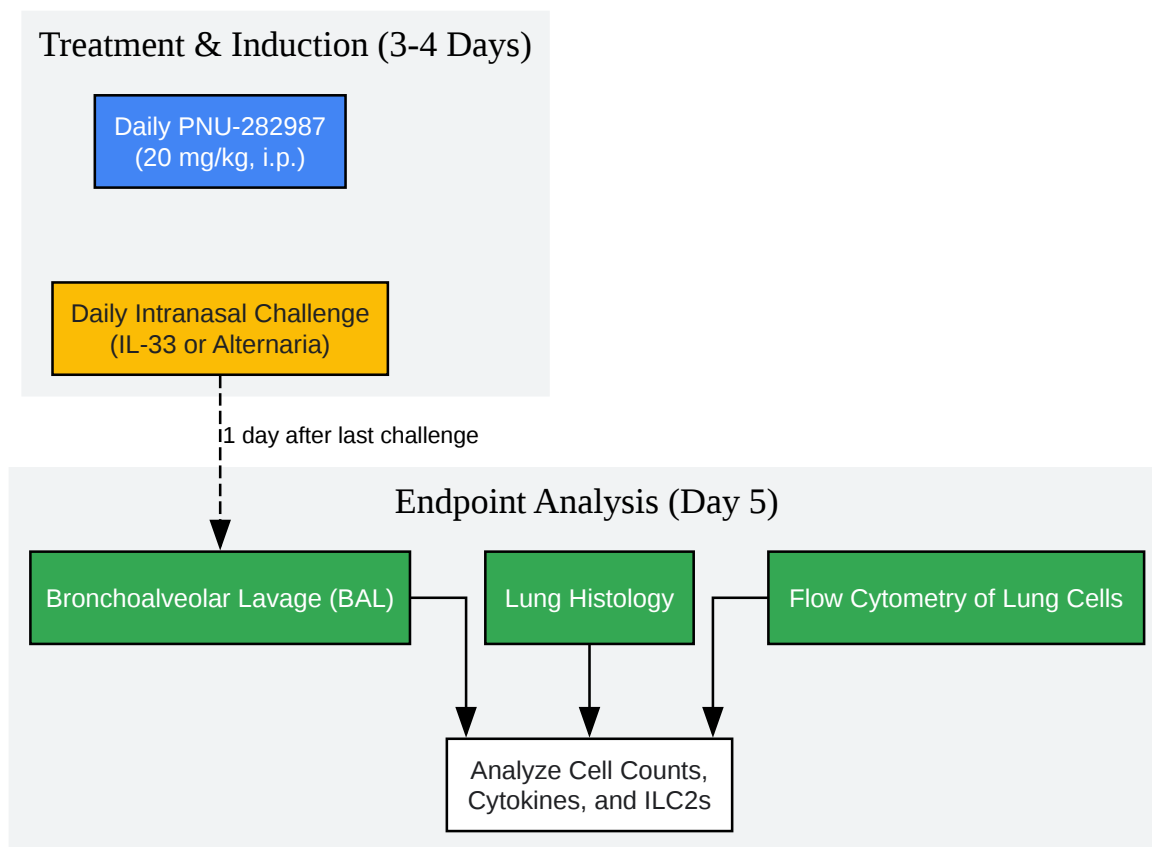 Treatment & Induction (3-4 Days)
Daily PNU-282987
(20 mg/kg, i.p.)
Daily Intranasal Challenge
(IL-33 or Alternaria)
1 day after last challenge
Endpoint Analysis (Day 5)
Bronchoalveolar Lavage (BAL)
Lung Histology
Flow Cytometry of Lung Cells
Analyze Cell Counts,
Cytokines, and ILC2s